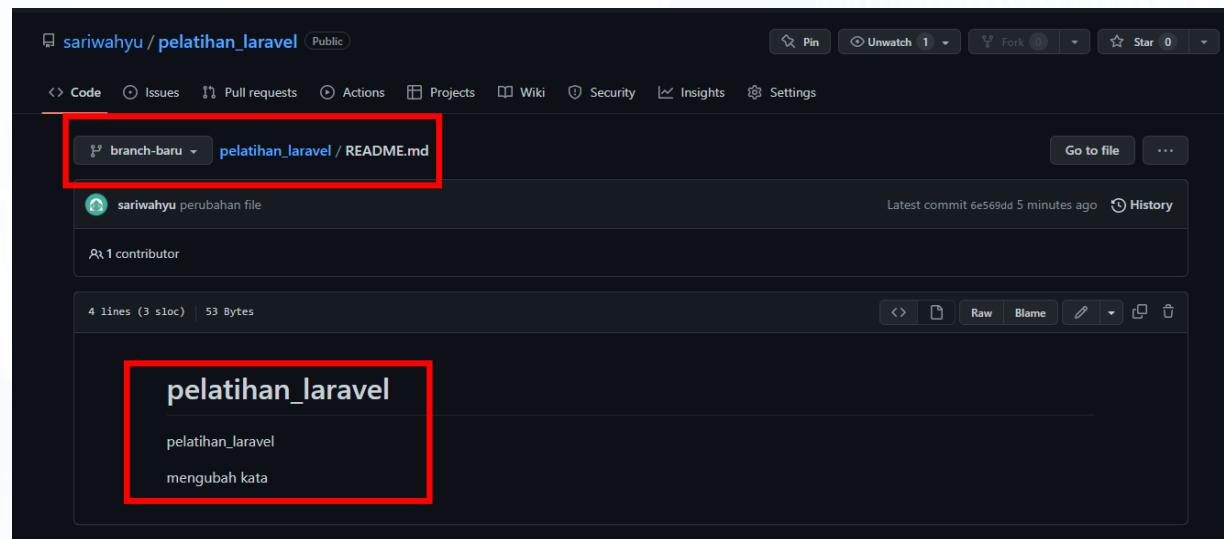 sariwahyu / pelatihan_laravel Public
Pin Unwatch 1 Fork 0 Star 0
<> Code Issues Pull requests Actions Projects Wiki Security Insights Settings
branch-baru pelatihan_laravel / README.md Go to file ...
sariwahyu perubahan file Latest commit 6e569dd 5 minutes ago History
1 contributor
4 lines (3 sloc) 53 Bytes <> Raw Blame
pelatihan_laravel
pelatihan_laravel
mengubah kata